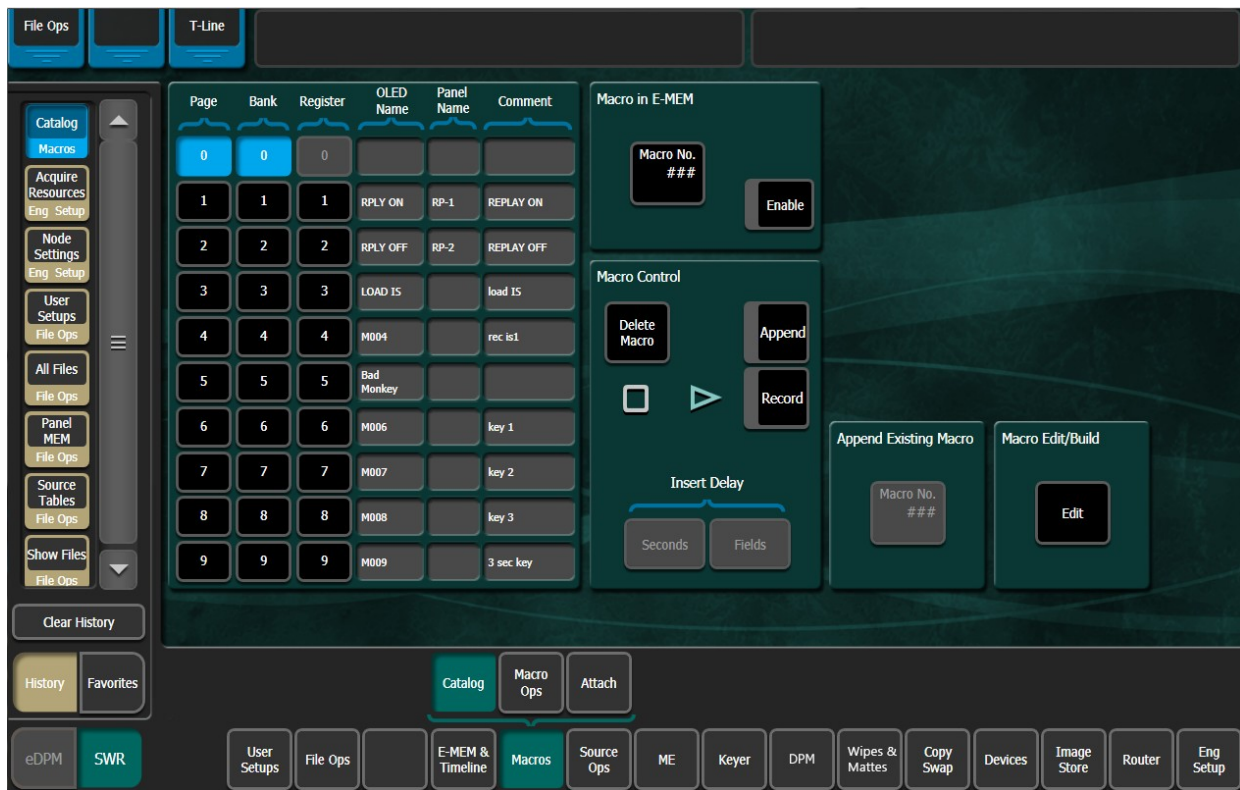 File Ops
T-Line
Catalog
Macros
Acquire
Resources
Eng Setup
Node
Settings
Eng Setup
User
Setups
File Ops
All Files
File Ops
Panel
MEM
File Ops
Source
Tables
File Ops
Show Files
File Ops
Clear History
History Favorites
eDPM SWR
Page Bank Register OLED Name Panel Name Comment
0 0 0
1 1 1 RPLY ON RP-1 REPLAY ON
2 2 2 RPLY OFF RP-2 REPLAY OFF
3 3 3 LOAD IS load IS
4 4 4 M004 rec is1
5 5 5 Bad Monkey
6 6 6 M006 key 1
7 7 7 M007 key 2
8 8 8 M008 key 3
9 9 9 M009 3 sec key
Macro in E-MEM
Macro No.
###
Enable
Macro Control
Delete
Macro
Append
Record
Insert Delay
Seconds Fields
Append Existing Macro
Macro No.
###
Macro Edit/Build
Edit
Catalog Macro Ops Attach
User Setups File Ops E-MEM & Timeline Macros Source Ops ME Keyer DPM Wipes & Mattes Copy Swap Devices Image Store Router Eng Setup